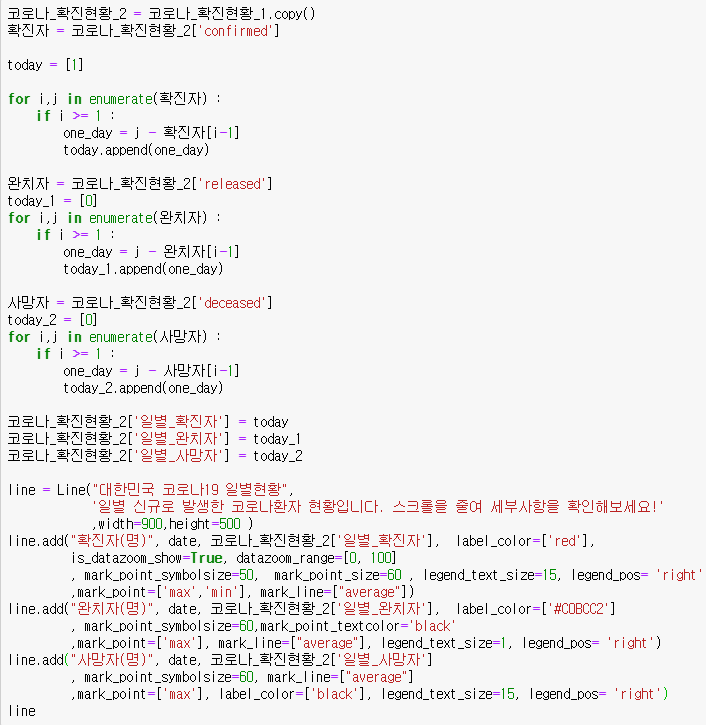 코로나_확진현황_2 = 코로나_확진현황_1.copy()
확진자 = 코로나_확진현황_2['confirmed']

today = [1]

for i,j in enumerate(확진자) :
    if i >= 1 :
        one_day = j - 확진자[i-1]
        today.append(one_day)

완치자 = 코로나_확진현황_2['released']
today_1 = [0]
for i,j in enumerate(완치자) :
    if i >= 1 :
        one_day = j - 완치자[i-1]
        today_1.append(one_day)

사망자 = 코로나_확진현황_2['deceased']
today_2 = [0]
for i,j in enumerate(사망자) :
    if i >= 1 :
        one_day = j - 사망자[i-1]
        today_2.append(one_day)

코로나_확진현황_2['일별_확진자'] = today
코로나_확진현황_2['일별_완치자'] = today_1
코로나_확진현황_2['일별_사망자'] = today_2

line = Line("대한민국 코로나19 일별현황",
            '일별 신규로 발생한 코로나환자 현황입니다. 스크롤을 줄여 세부사항을 확인해보세요!'
            ,width=900,height=500 )
line.add("확진자(명)", date, 코로나_확진현황_2['일별_확진자'],  label_color=['red'],
         is_datazoom_show=True, datazoom_range=[0, 100]
         , mark_point_symbolsize=50,  mark_point_size=60 , legend_text_size=15, legend_pos= 'right'
         ,mark_point=['max','min'], mark_line=["average"])
line.add("완치자(명)", date, 코로나_확진현황_2['일별_완치자'],  label_color=['#C0BCC2']
         , mark_point_symbolsize=60,mark_point_textcolor='black'
         ,mark_point=['max'], mark_line=["average"], legend_text_size=1, legend_pos= 'right')
line.add("사망자(명)", date, 코로나_확진현황_2['일별_사망자']
         , mark_point_symbolsize=60, mark_line=["average"]
         ,mark_point=['max'], label_color=['black'], legend_text_size=15, legend_pos= 'right')
line